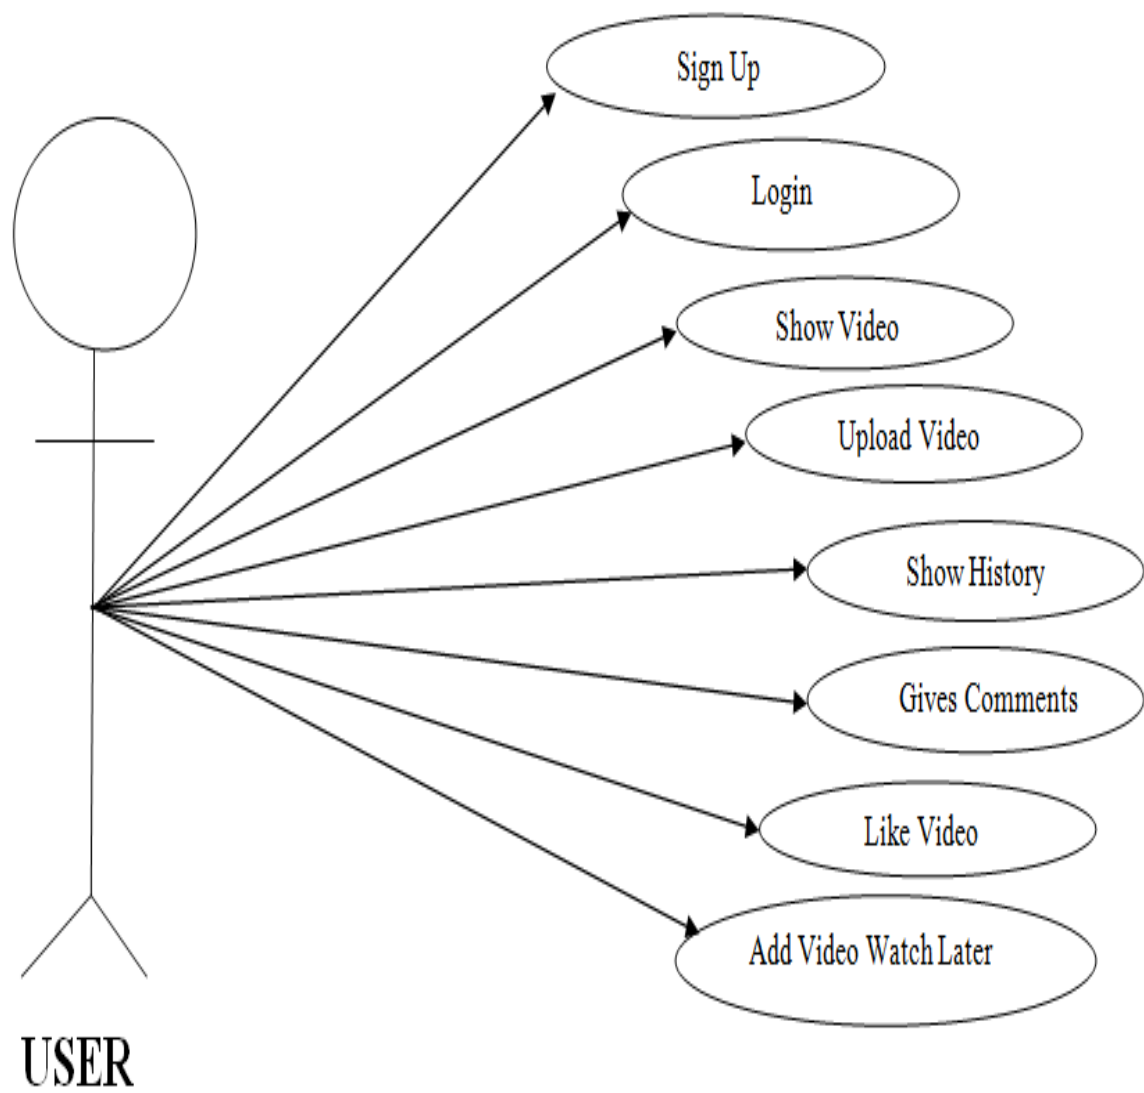 Sign Up
Login
Show Video
Upload Video
Show History
Gives Comments
Like Video
Add Video Watch Later
USER